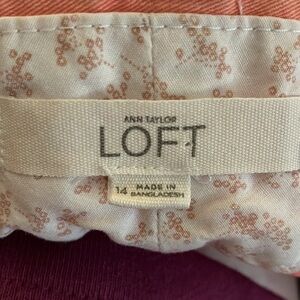 ANN TAYLOR
LOFT
14
MADE IN
BANGLADESH